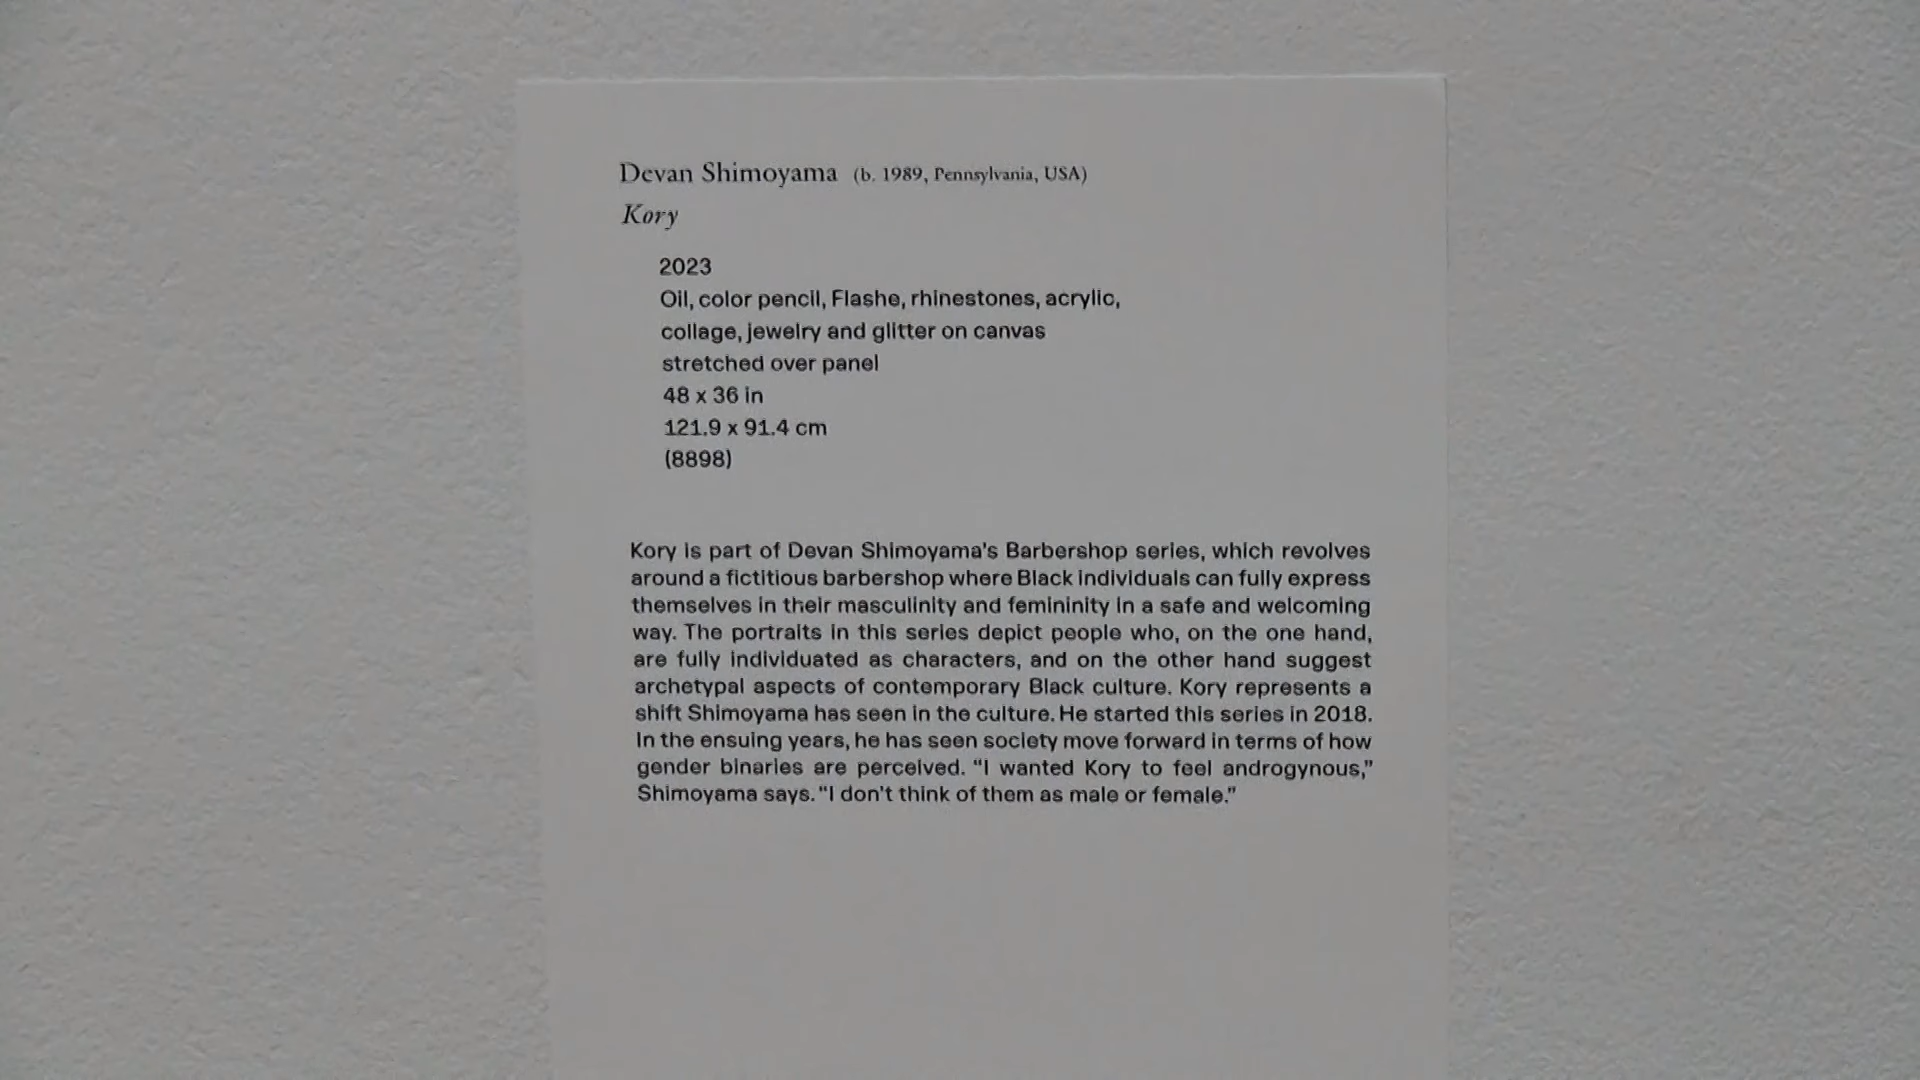 Devan Shimoyama (b. 1989, Pennsylvania, USA)
Kory
2023
Oil, color pencil, Flashe, rhinestones, acrylic,
collage, jewelry and glitter on canvas
stretched over panel
48 x 36 in
121.9 x 91.4 cm
(8898)
Kory is part of Devan Shimoyama's Barbershop series, which revolves
around a fictitious barbershop where Black individuals can fully express
themselves in their masculinity and femininity in a safe and welcoming
way. The portraits in this series depict people who, on the one hand,
are fully individuated as characters, and on the other hand suggest
archetypal aspects of contemporary Black culture. Kory represents a
shift Shimoyama has seen in the culture. He started this series in 2018.
In the ensuing years, he has seen society move forward in terms of how
gender binaries are perceived. “I wanted Kory to feel androgynous,”
Shimoyama says. “I don't think of them as male or female.”